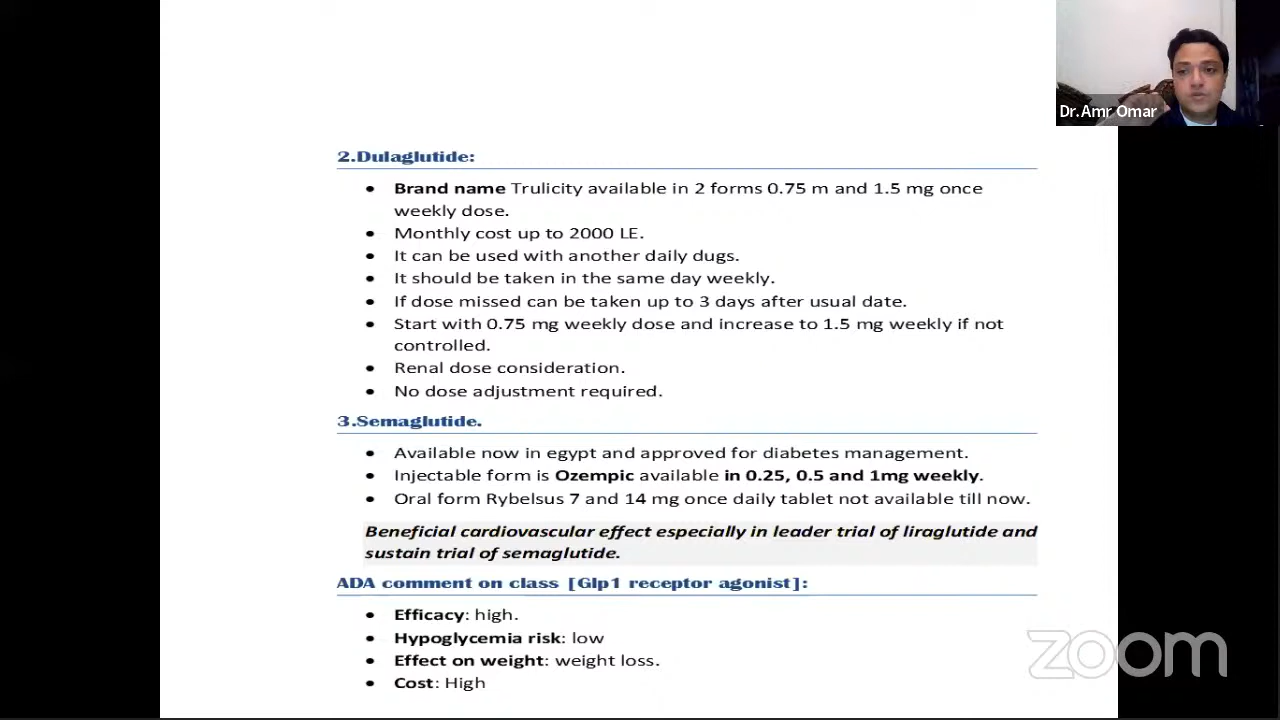 Dr.Amr Omar
2.Dulaglutide:
• Brand name Trulicity available in 2 forms 0.75 m and 1.5 mg once
weekly dose.
• Monthly cost up to 2000 LE.
• It can be used with another daily dugs.
• It should be taken in the same day weekly.
• If dose missed can be taken up to 3 days after usual date.
• Start with 0.75 mg weekly dose and increase to 1.5 mg weekly if not
controlled.
• Renal dose consideration.
• No dose adjustment required.
3.Semaglutide.
• Available now in egypt and approved for diabetes management.
• Injectable form is Ozempic available in 0.25, 0.5 and 1mg weekly.
• Oral form Rybelsus 7 and 14 mg once daily tablet not available till now.
Beneficial cardiovascular effect especially in leader trial of liraglutide and
sustain trial of semaglutide.
ADA comment on class [Glp1 receptor agonist]:
• Efficacy: high.
• Hypoglycemia risk: low
• Effect on weight: weight loss.
• Cost: High
zoom